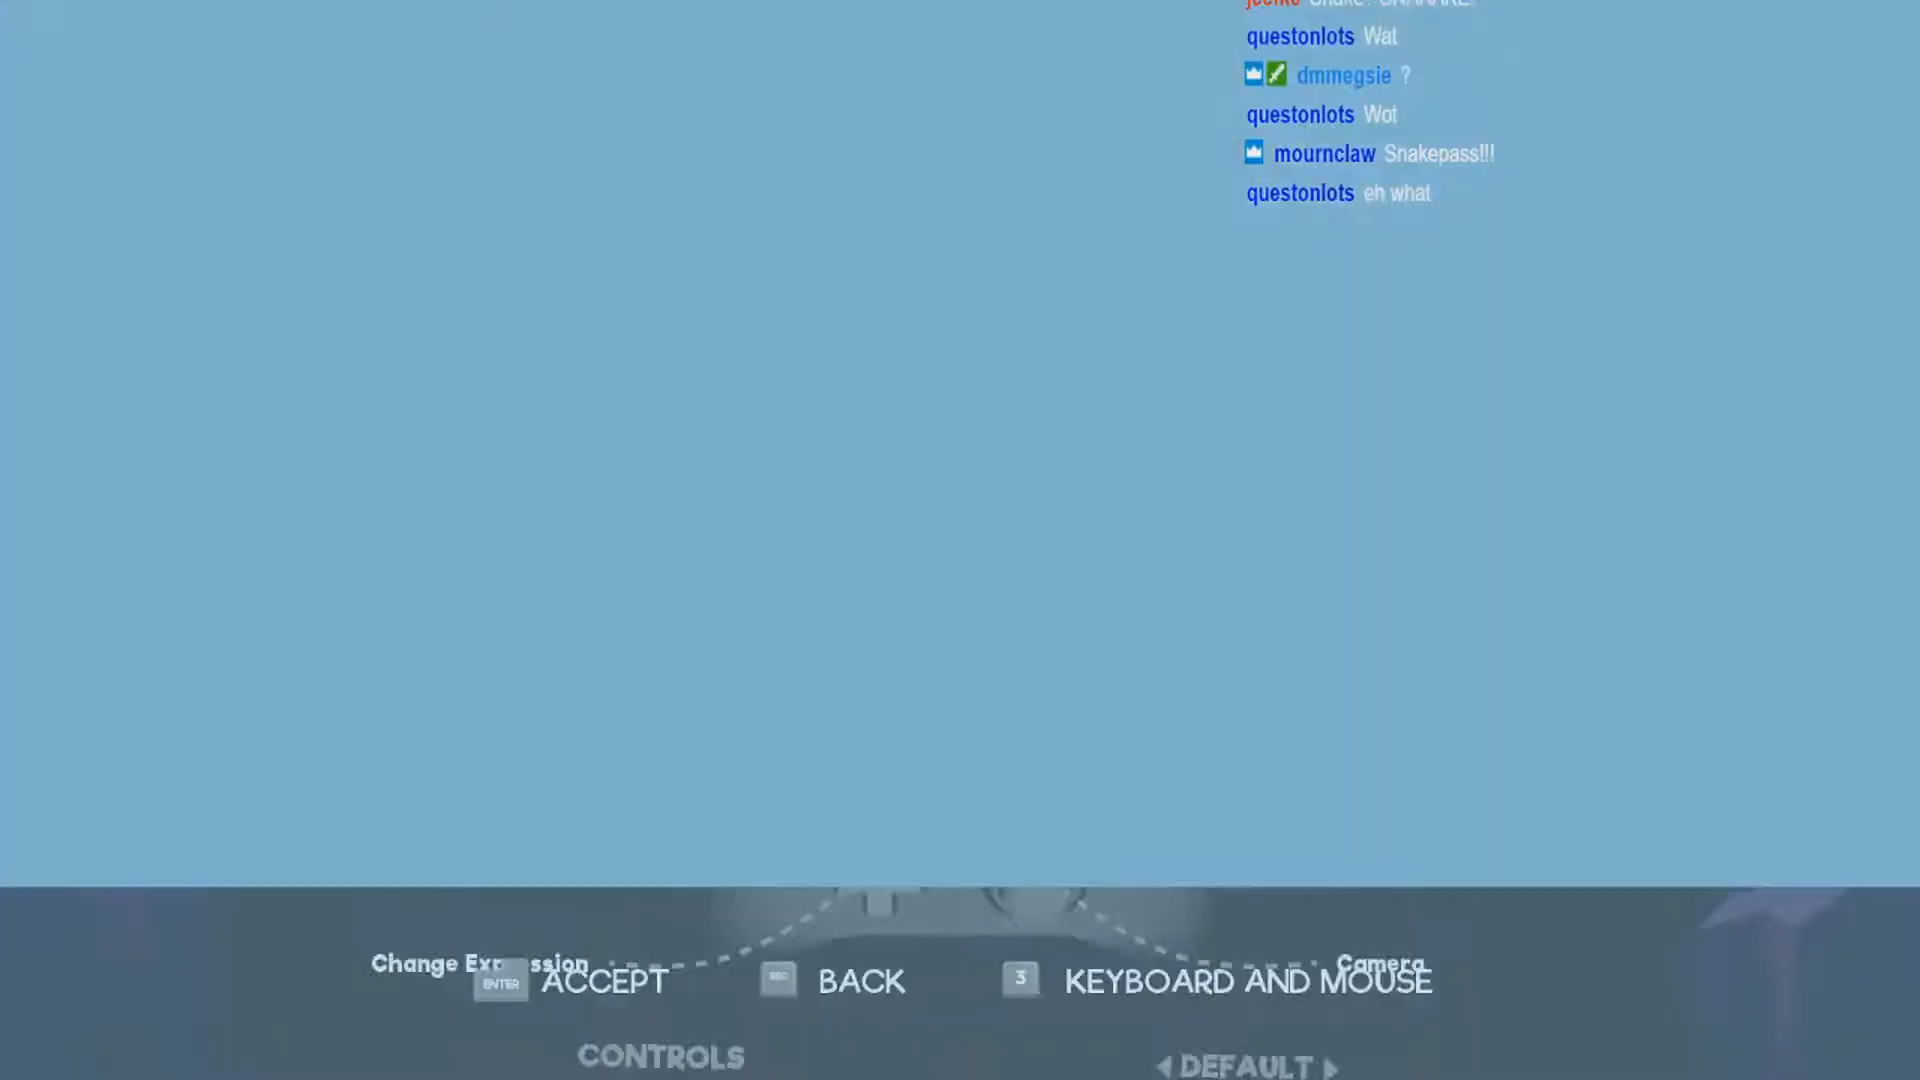 questonlots Wat
dmmegsie ?
questonlots Wot
mournclaw Snakepass!!!
questonlots eh what
Change Camera
ENTER ACCEPT BACK 3 KEYBOARD AND MOUSE
CONTROLS DEFAULT